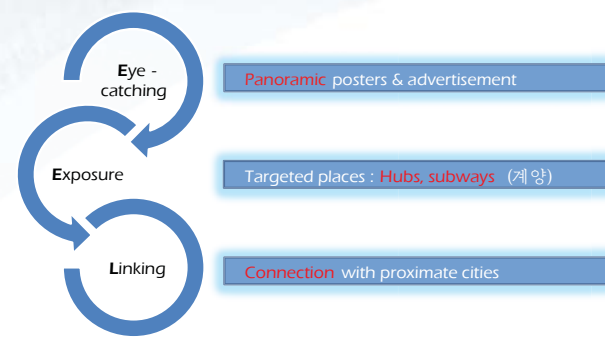 Eye -
catching
Panoramic posters & advertisement
Exposure
Targeted places : Hubs, subways (계양)
Linking
Connection with proximate cities